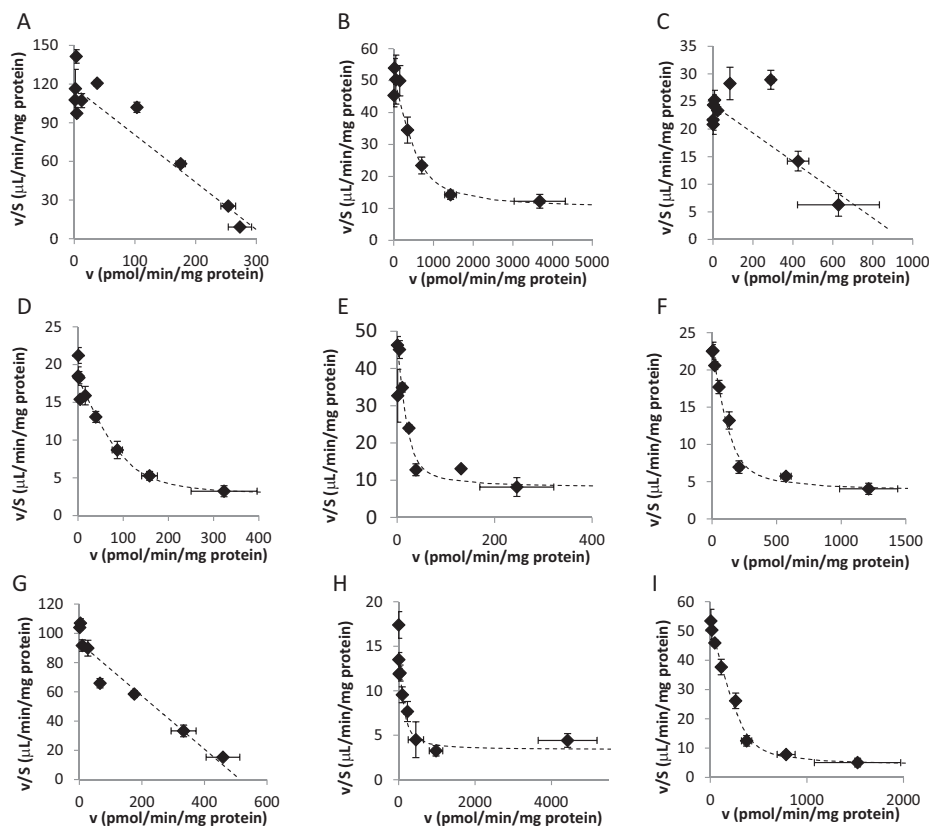 A
v/S (μL/min/mg protein)
150
120
90
60
30
0
0 100 200 300
v (pmol/min/mg protein)
B
v/S (μL/min/mg protein)
60
50
40
30
20
10
0
0 1000 2000 3000 4000 5000
v (pmol/min/mg protein)
C
v/S (μL/min/mg protein)
35
30
25
20
15
10
5
0
0 200 400 600 800 1000
v (pmol/min/mg protein)
D
v/S (μL/min/mg protein)
25
20
15
10
5
0
0 100 200 300 400
v (pmol/min/mg protein)
E
v/S (μL/min/mg protein)
50
40
30
20
10
0
0 200 400
v (pmol/min/mg protein)
F
v/S (μL/min/mg protein)
25
20
15
10
5
0
0 500 1000 1500
v (pmol/min/mg protein)
G
v/S (μL/min/mg protein)
120
100
80
60
40
20
0
0 200 400 600
v (pmol/min/mg protein)
H
v/S (μL/min/mg protein)
20
15
10
5
0
0 2000 4000
v (pmol/min/mg protein)
I
v/S (μL/min/mg protein)
60
50
40
30
20
10
0
0 1000 2000
v (pmol/min/mg protein)